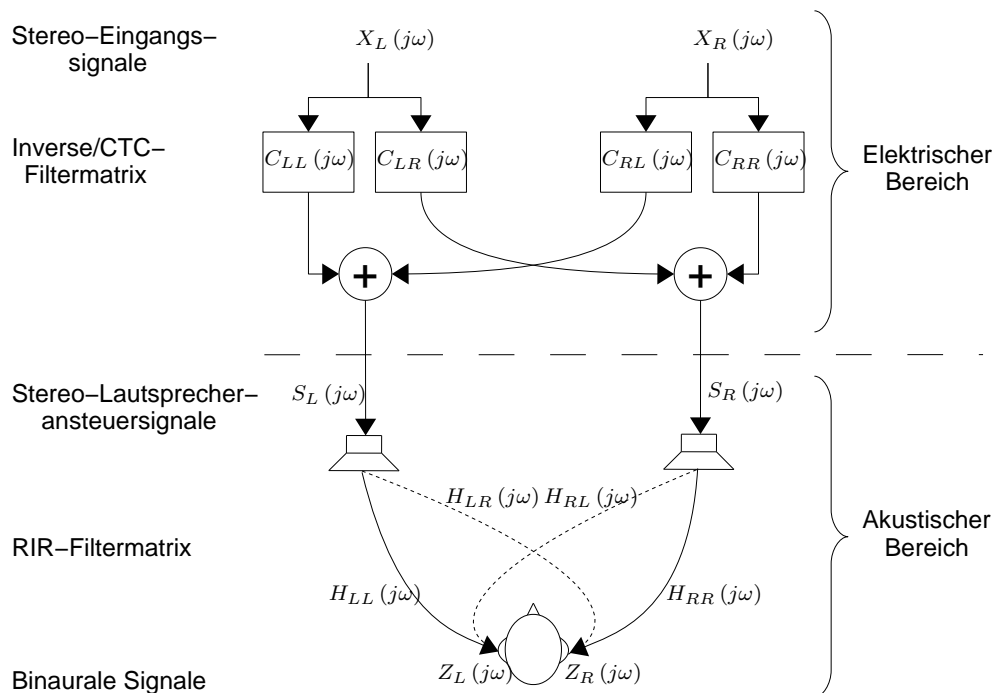 Stereo−Eingangs−
signale
X_L (jω)
X_R (jω)
Inverse/CTC−
Filtermatrix
C_LL (jω)
C_LR (jω)
C_RL (jω)
C_RR (jω)
Elektrischer
Bereich
+
+
Stereo−Lautsprecher−
ansteuersignale
S_L (jω)
S_R (jω)
H_LR (jω) H_RL (jω)
RIR−Filtermatrix
Akustischer
Bereich
H_LL (jω)
H_RR (jω)
Binaurale Signale
Z_L (jω)
Z_R (jω)